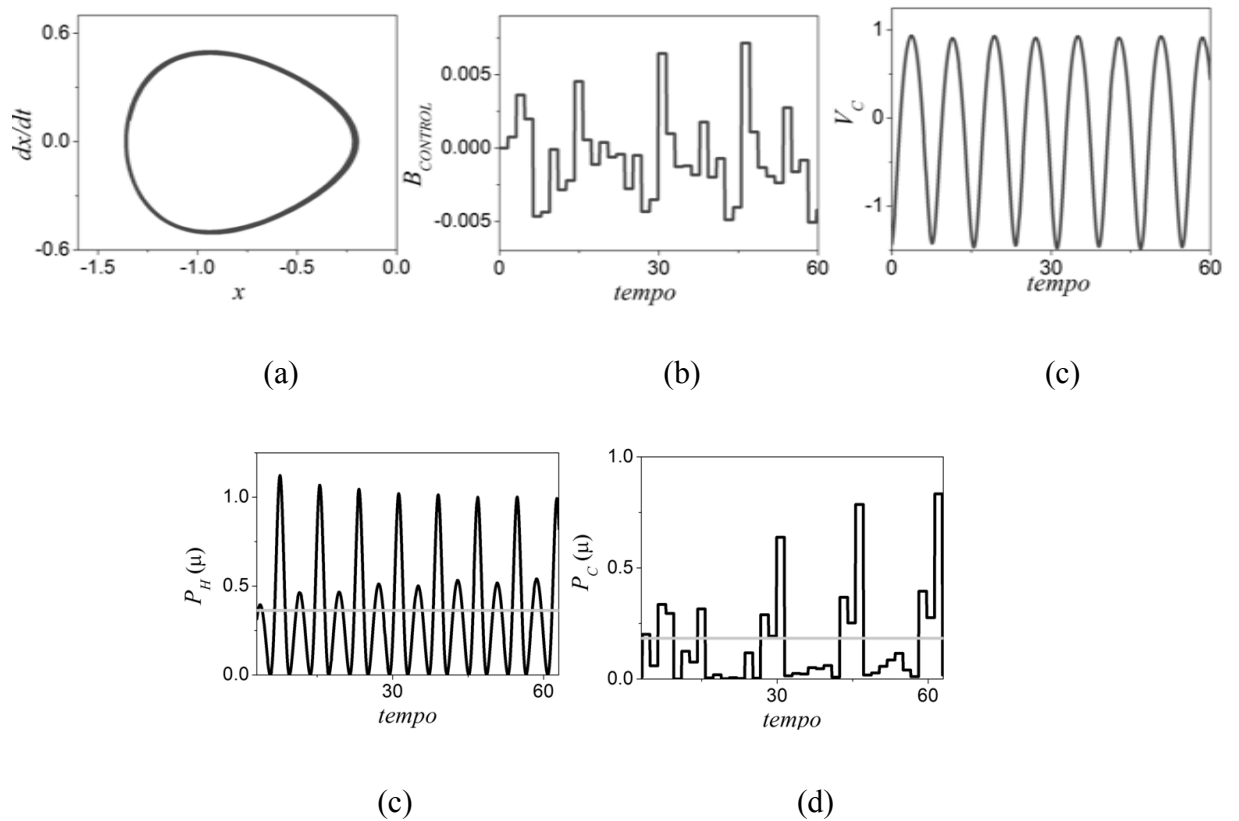 0.6
0.0
-0.6
dx/dt
-1.5
-1.0
-0.5
0.0
x
0.005
0.000
-0.005
B_CONTROL
0
30
60
tempo
1
0
-1
V_C
0
30
60
tempo
(a)
(b)
(c)
1.0
0.5
0.0
P_H (μ)
30
60
tempo
1.0
0.5
0.0
P_C (μ)
30
60
tempo
(c)
(d)